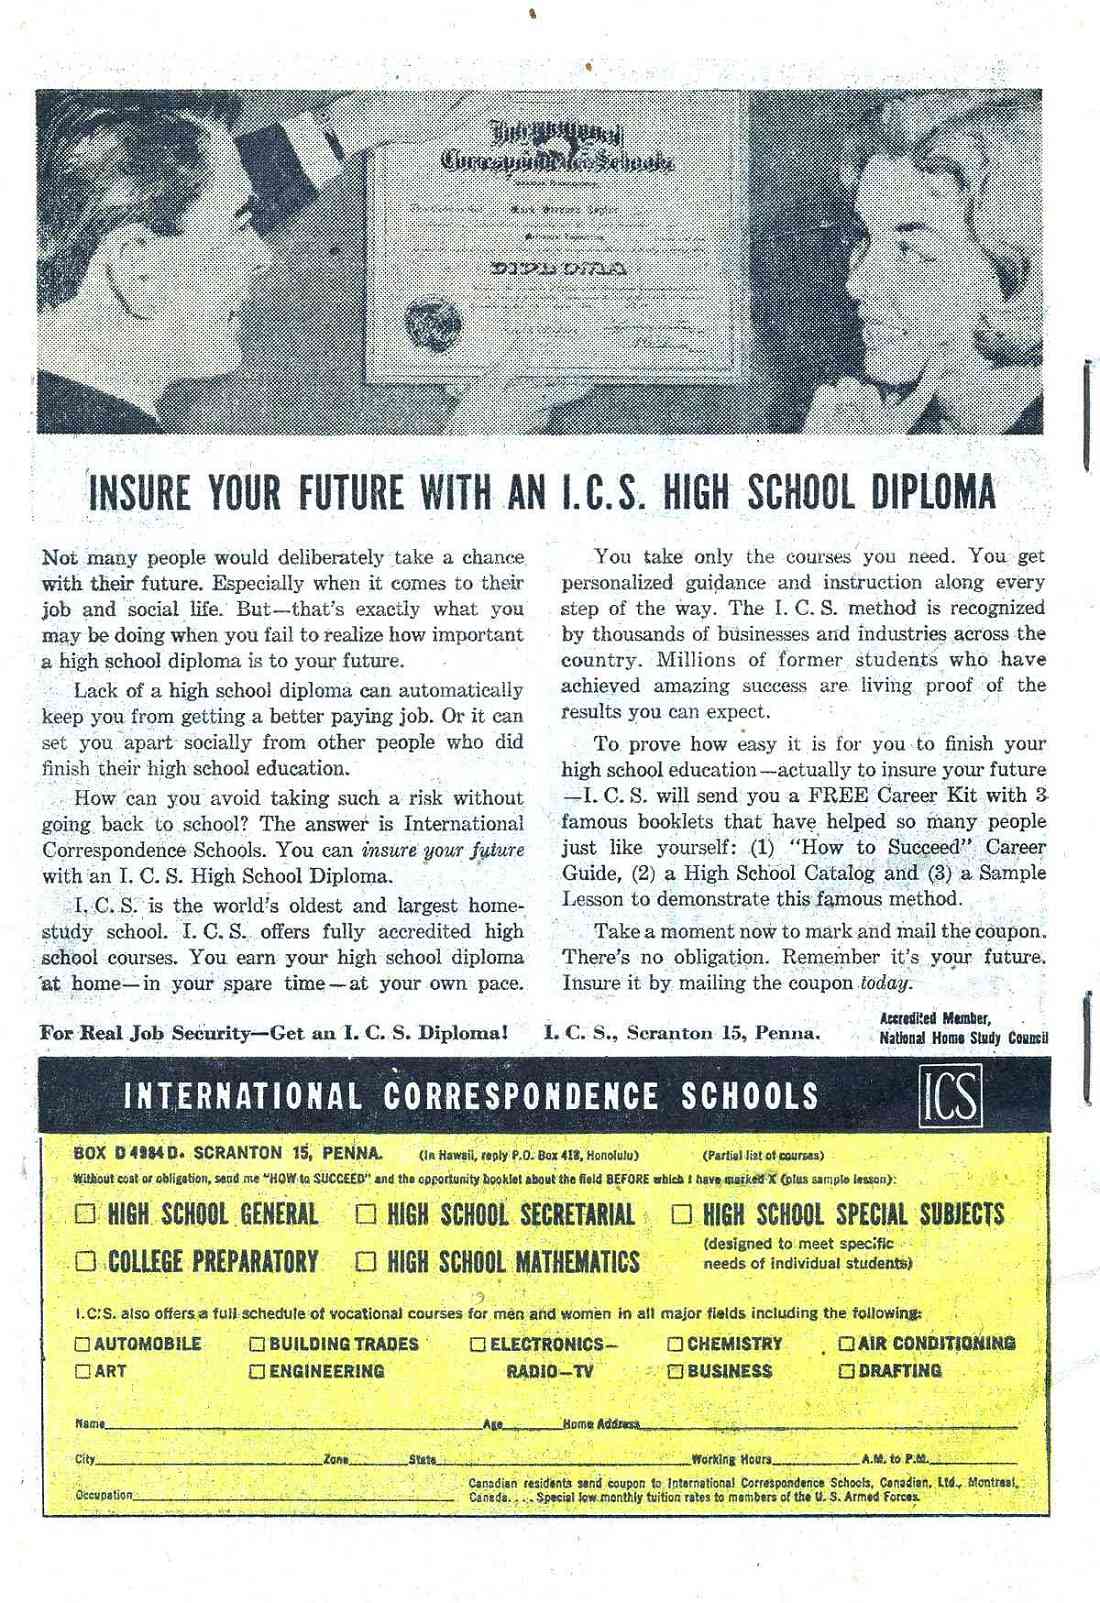 International
Correspondence Schools
DIPLOMA
INSURE YOUR FUTURE WITH AN I.C.S. HIGH SCHOOL DIPLOMA
Not many people would deliberately take a chance
with their future. Especially when it comes to their
job and social life. But—that's exactly what you
may be doing when you fail to realize how important
a high school diploma is to your future.
Lack of a high school diploma can automatically
keep you from getting a better paying job. Or it can
set you apart socially from other people who did
finish their high school education.
How can you avoid taking such a risk without
going back to school? The answer is International
Correspondence Schools. You can insure your future
with an I. C. S. High School Diploma.
I. C. S. is the world's oldest and largest home-
study school. I. C. S. offers fully accredited high
school courses. You earn your high school diploma
at home—in your spare time—at your own pace.
You take only the courses you need. You get
personalized guidance and instruction along every
step of the way. The I. C. S. method is recognized
by thousands of businesses and industries across the
country. Millions of former students who have
achieved amazing success are living proof of the
results you can expect.
To prove how easy it is for you to finish your
high school education—actually to insure your future
—I. C. S. will send you a FREE Career Kit with 3
famous booklets that have helped so many people
just like yourself: (1) "How to Succeed" Career
Guide, (2) a High School Catalog and (3) a Sample
Lesson to demonstrate this famous method.
Take a moment now to mark and mail the coupon.
There's no obligation. Remember it's your future.
Insure it by mailing the coupon today.
For Real Job Security—Get an I. C. S. Diploma! I. C. S., Scranton 15, Penna.
Accredited Member,
National Home Study Council
INTERNATIONAL CORRESPONDENCE SCHOOLS ICS
BOX D 4984D. SCRANTON 15, PENNA. (In Hawaii, reply P.O. Box 418, Honolulu) (Partial list of courses)
Without cost or obligation, send me "HOW to SUCCEED" and the opportunity booklet about the field BEFORE which I have marked X (plus sample lesson):
☐ HIGH SCHOOL GENERAL ☐ HIGH SCHOOL SECRETARIAL ☐ HIGH SCHOOL SPECIAL SUBJECTS
(designed to meet specific
☐ COLLEGE PREPARATORY ☐ HIGH SCHOOL MATHEMATICS needs of individual students)
I.C.S. also offers a full schedule of vocational courses for men and women in all major fields including the following:
☐ AUTOMOBILE ☐ BUILDING TRADES ☐ ELECTRONICS— ☐ CHEMISTRY ☐ AIR CONDITIONING
☐ ART ☐ ENGINEERING RADIO—TV ☐ BUSINESS ☐ DRAFTING
Name Age Home Address
City Zone State Working Hours A.M. to P.M.
Occupation
Canadian residents send coupon to International Correspondence Schools, Canadian, Ltd., Montreal,
Canada. . . . Special low monthly tuition rates to members of the U. S. Armed Forces.